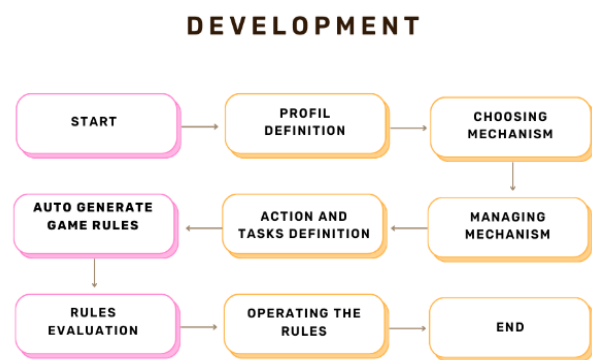 DEVELOPMENT
START
PROFIL
DEFINITION
CHOOSING
MECHANISM
MANAGING
MECHANISM
ACTION AND
TASKS DEFINITION
AUTO GENERATE
GAME RULES
RULES
EVALUATION
OPERATING THE
RULES
END